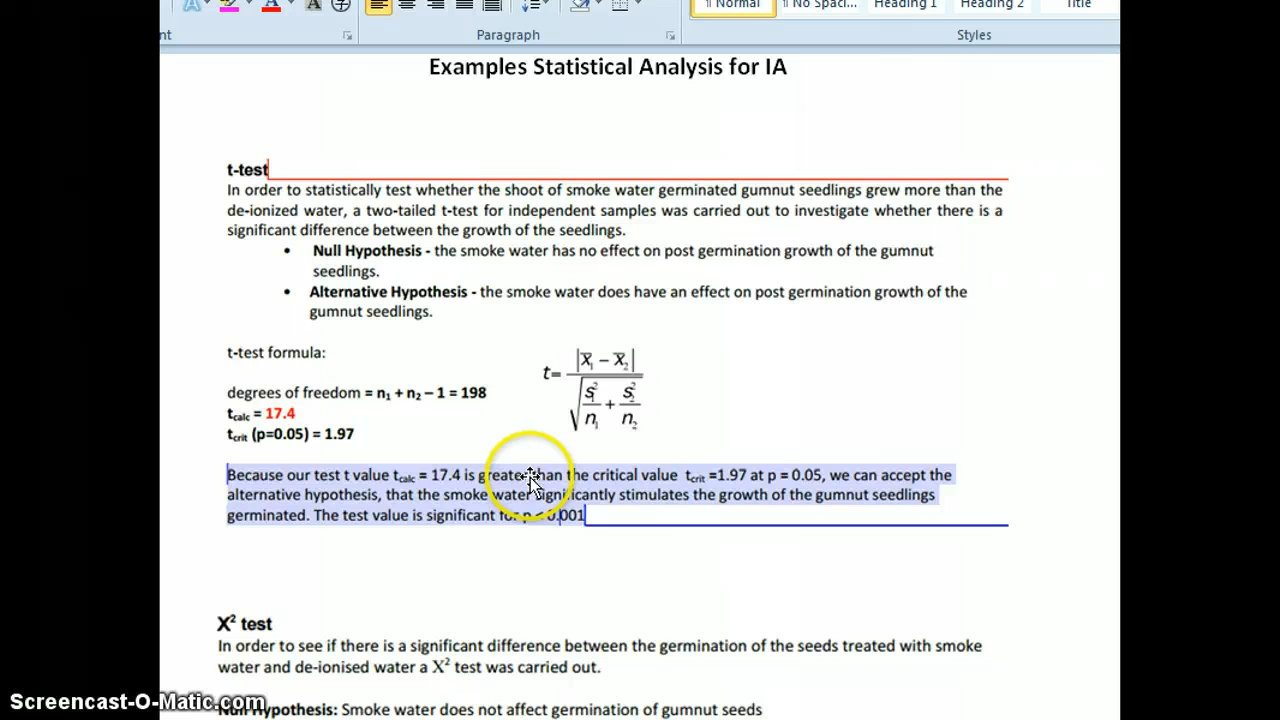 nt
Paragraph
Styles
¶ Normal
¶ No Spaci...
Heading 1
Heading 2
Title
Examples Statistical Analysis for IA
t-test
In order to statistically test whether the shoot of smoke water germinated gumnut seedlings grew more than the
de-ionized water, a two-tailed t-test for independent samples was carried out to investigate whether there is a
significant difference between the growth of the seedlings.
• Null Hypothesis - the smoke water has no effect on post germination growth of the gumnut
seedlings.
• Alternative Hypothesis - the smoke water does have an effect on post germination growth of the
gumnut seedlings.
t-test formula:
t= |x̅₁ − x̅₂| / √(s₁²/n₁ + s₂²/n₂)
degrees of freedom = n₁ + n₂ – 1 = 198
tcalc = 17.4
tcrit (p=0.05) = 1.97
Because our test t value tcalc = 17.4 is greater than the critical value tcrit =1.97 at p = 0.05, we can accept the
alternative hypothesis, that the smoke water significantly stimulates the growth of the gumnut seedlings
germinated. The test value is significant for p < 0.001
X² test
In order to see if there is a significant difference between the germination of the seeds treated with smoke
water and de-ionised water a X² test was carried out.
Null Hypothesis: Smoke water does not affect germination of gumnut seeds
Screencast-O-Matic.com